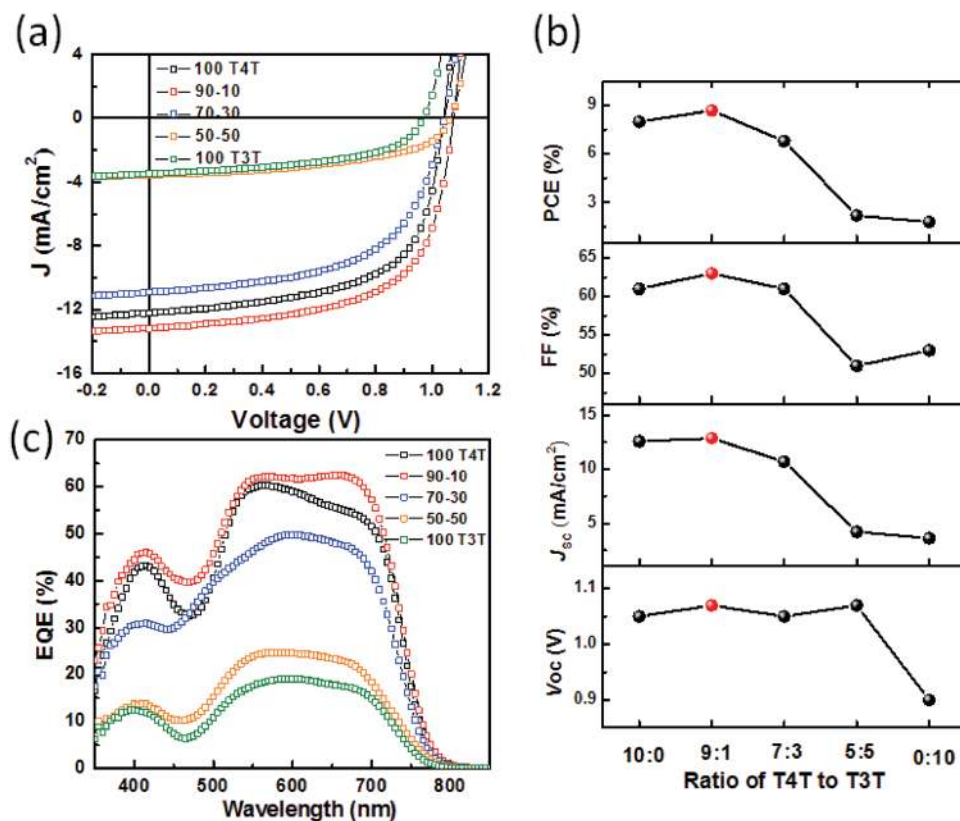 (a)
4
0
-4
-8
-12
-16
J (mA/cm²)
100 T4T
90-10
70-30
50-50
100 T3T
-0.2 0.0 0.2 0.4 0.6 0.8 1.0 1.2
Voltage (V)
(b)
9
6
3
PCE (%)
65
60
55
50
FF (%)
15
10
5
Jsc (mA/cm²)
1.1
1.0
0.9
Voc (V)
10:0 9:1 7:3 5:5 0:10
Ratio of T4T to T3T
(c)
70
60
50
40
30
20
10
0
EQE (%)
100 T4T
90-10
70-30
50-50
100 T3T
400 500 600 700 800
Wavelength (nm)